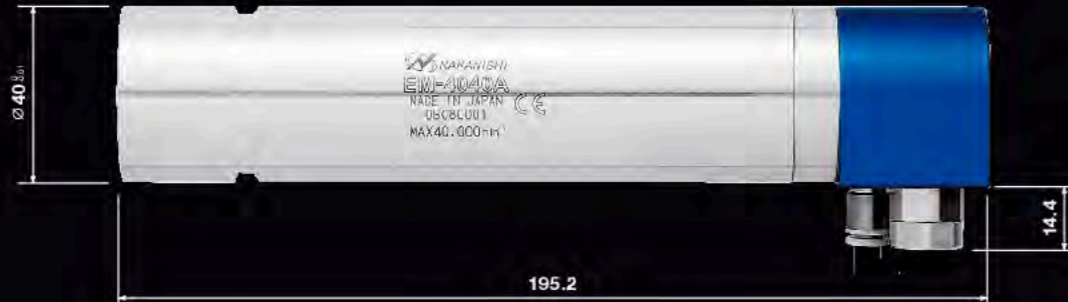 NAKANISHI
EM-4040A
MADE IN JAPAN CE
MAX40,000min
ø40
14.4
195.2